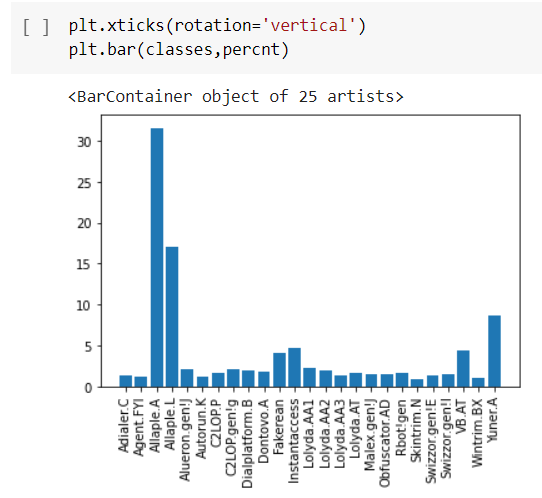 [ ] plt.xticks(rotation='vertical')
plt.bar(classes,percnt)
<BarContainer object of 25 artists>
30
25
20
15
10
5
0
Adialer.C
Agent.FYI
Allaple.A
Allaple.L
Alueron.gen!J
Autorun.K
C2LOP.P
C2LOP.gen!g
Dialplatform.B
Dontovo.A
Fakerean
Instantaccess
Lolyda.AA1
Lolyda.AA2
Lolyda.AA3
Lolyda.AT
Malex.gen!J
Obfuscator.AD
Rbot!gen
Skintrim.N
Swizzor.gen!E
Swizzor.gen!I
VB.AT
Wintrim.BX
Yuner.A